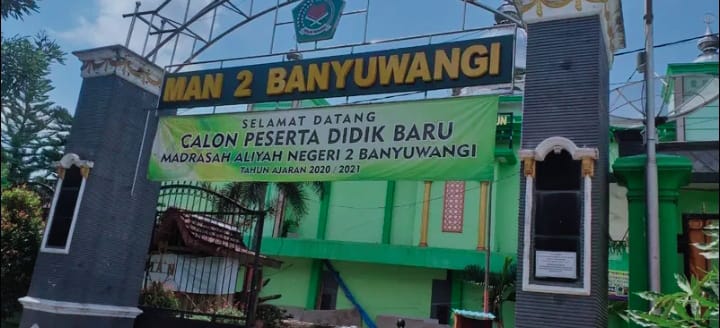 MAN 2 BANYUWANGI
SELAMAT DATANG
CALON PESERTA DIDIK BARU
MADRASAH ALIYAH NEGERI 2 BANYUWANGI
TAHUN AJARAN 2020 / 2021